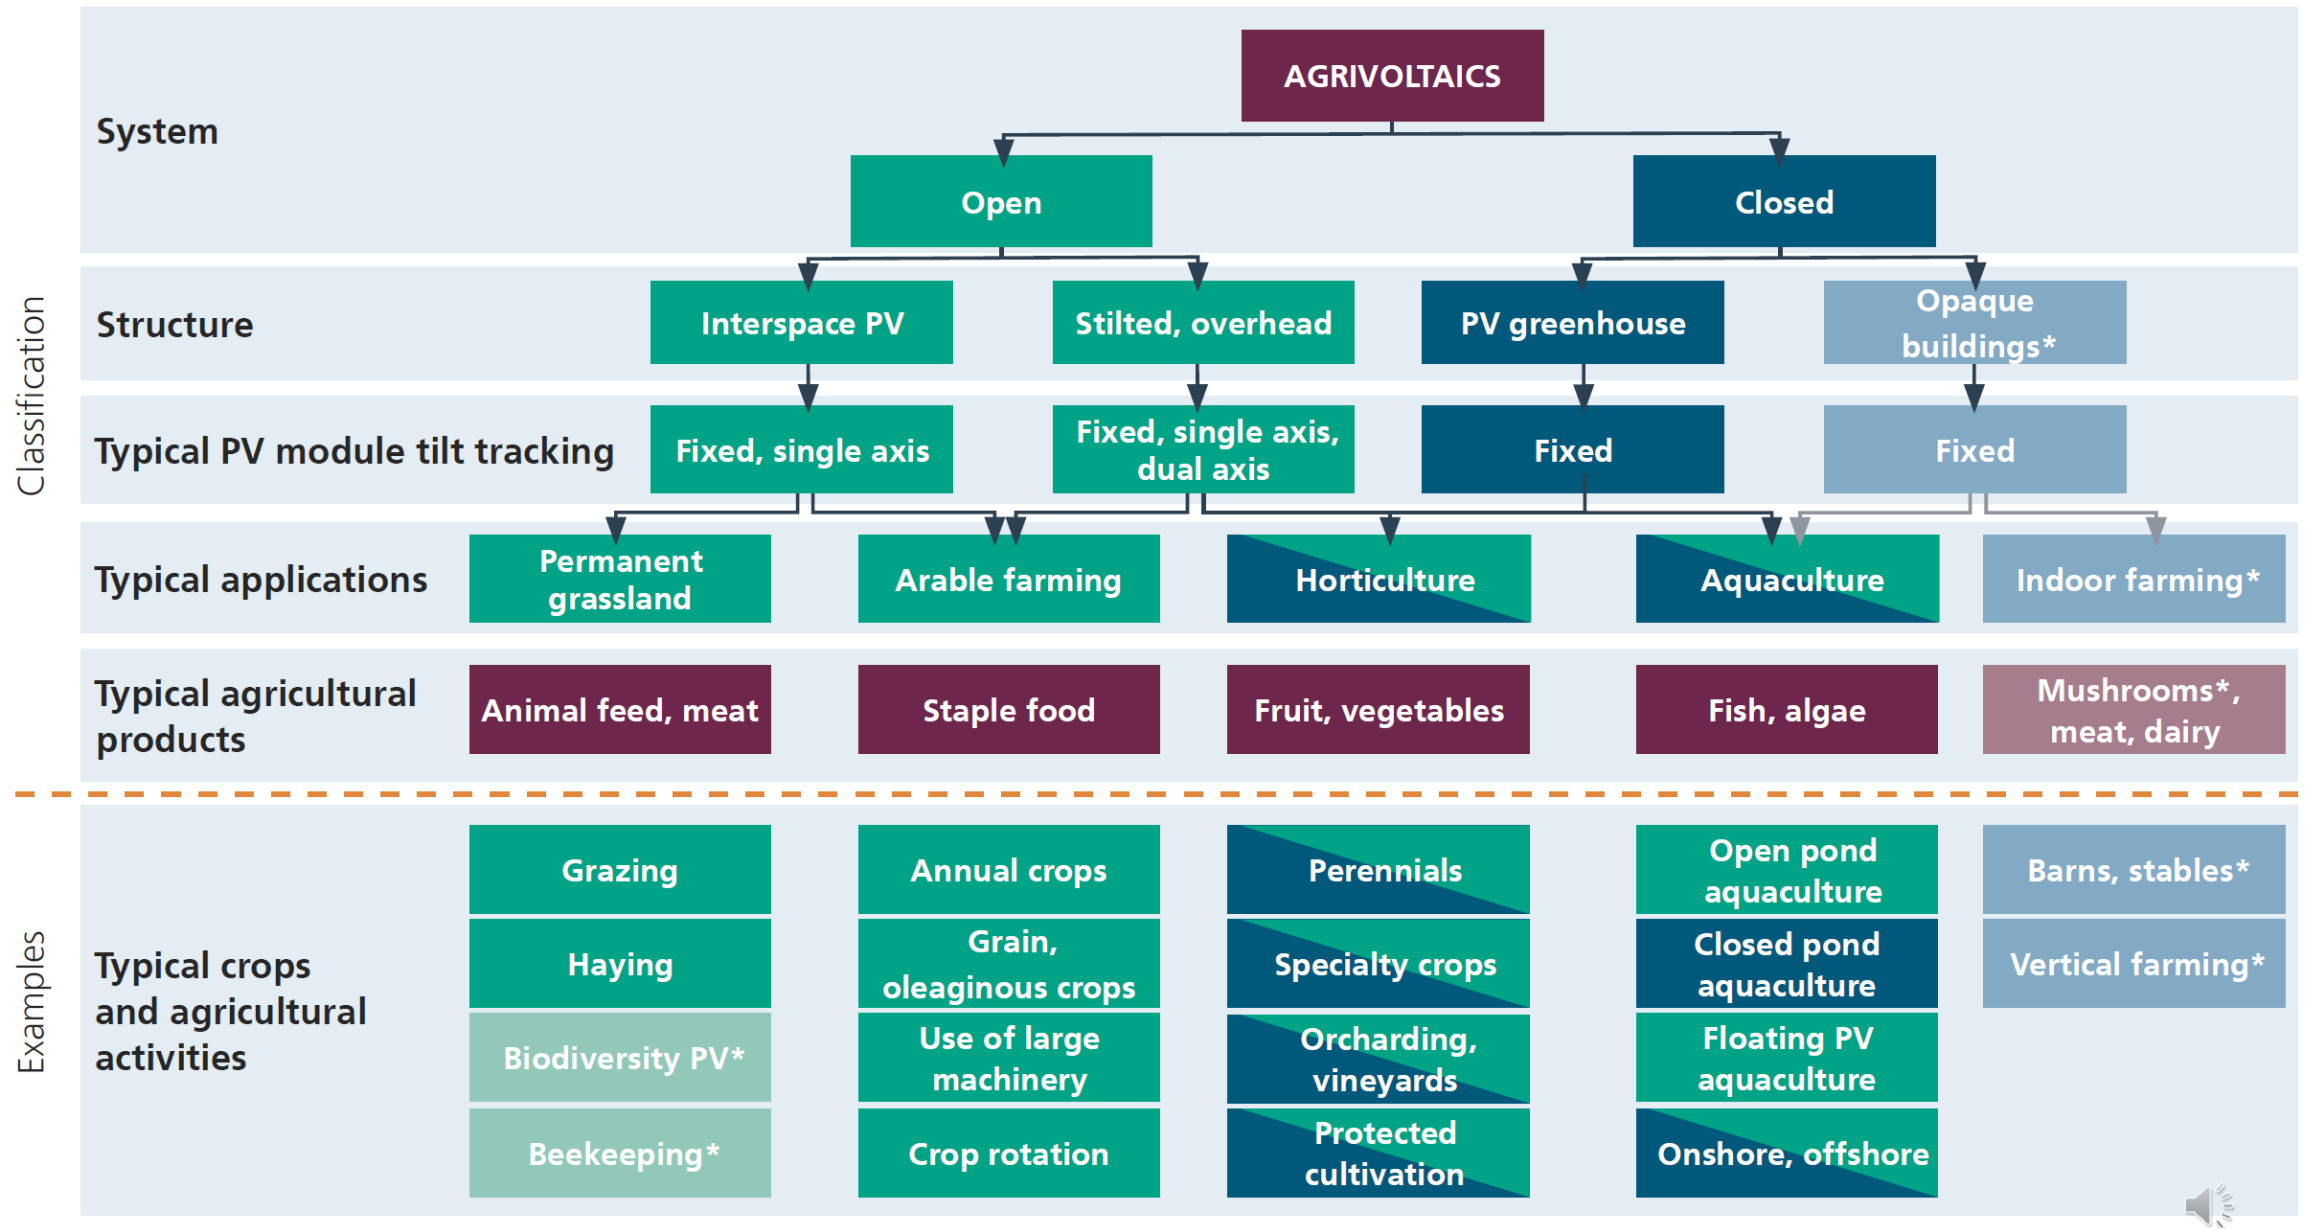 AGRIVOLTAICS
System
Open
Closed
Classification
Structure
Interspace PV
Stilted, overhead
PV greenhouse
Opaque
buildings*
Typical PV module tilt tracking
Fixed, single axis
Fixed, single axis,
dual axis
Fixed
Fixed
Typical applications
Permanent
grassland
Arable farming
Horticulture
Aquaculture
Indoor farming*
Typical agricultural
products
Animal feed, meat
Staple food
Fruit, vegetables
Fish, algae
Mushrooms*,
meat, dairy
Examples
Typical crops
and agricultural
activities
Grazing
Annual crops
Perennials
Open pond
aquaculture
Barns, stables*
Haying
Grain,
oleaginous crops
Specialty crops
Closed pond
aquaculture
Vertical farming*
Biodiversity PV*
Use of large
machinery
Orcharding,
vineyards
Floating PV
aquaculture
Beekeeping*
Crop rotation
Protected
cultivation
Onshore, offshore